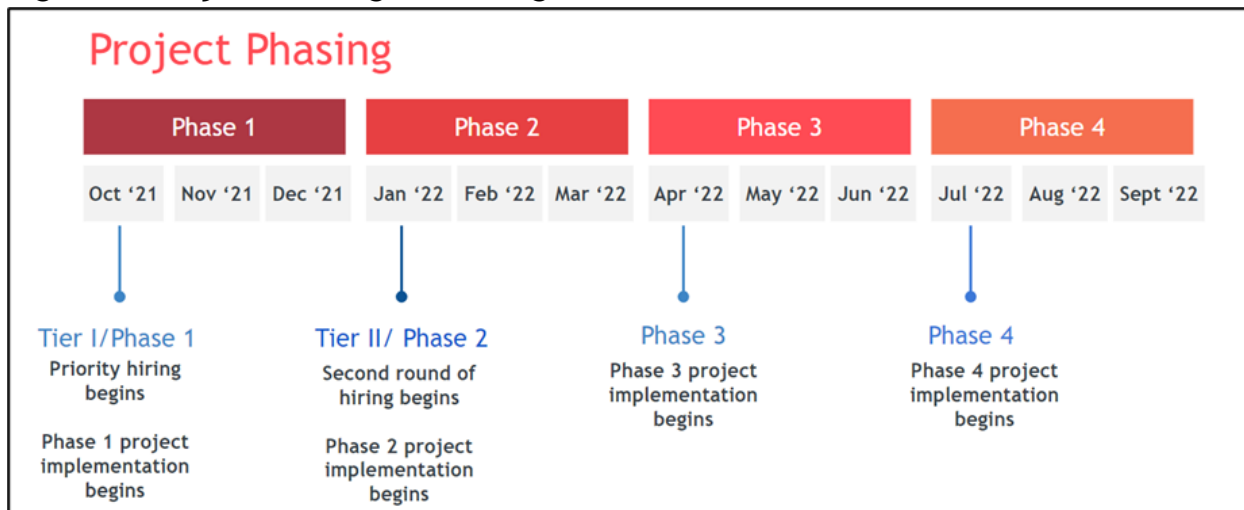 Project Phasing
Phase 1
Phase 2
Phase 3
Phase 4
Oct ‘21
Nov ‘21
Dec ‘21
Jan ‘22
Feb ‘22
Mar ‘22
Apr ‘22
May ‘22
Jun ‘22
Jul ‘22
Aug ‘22
Sept ‘22
Tier I/Phase 1
Priority hiring
begins
Phase 1 project
implementation
begins
Tier II/ Phase 2
Second round of
hiring begins
Phase 2 project
implementation
begins
Phase 3
Phase 3 project
implementation
begins
Phase 4
Phase 4 project
implementation
begins